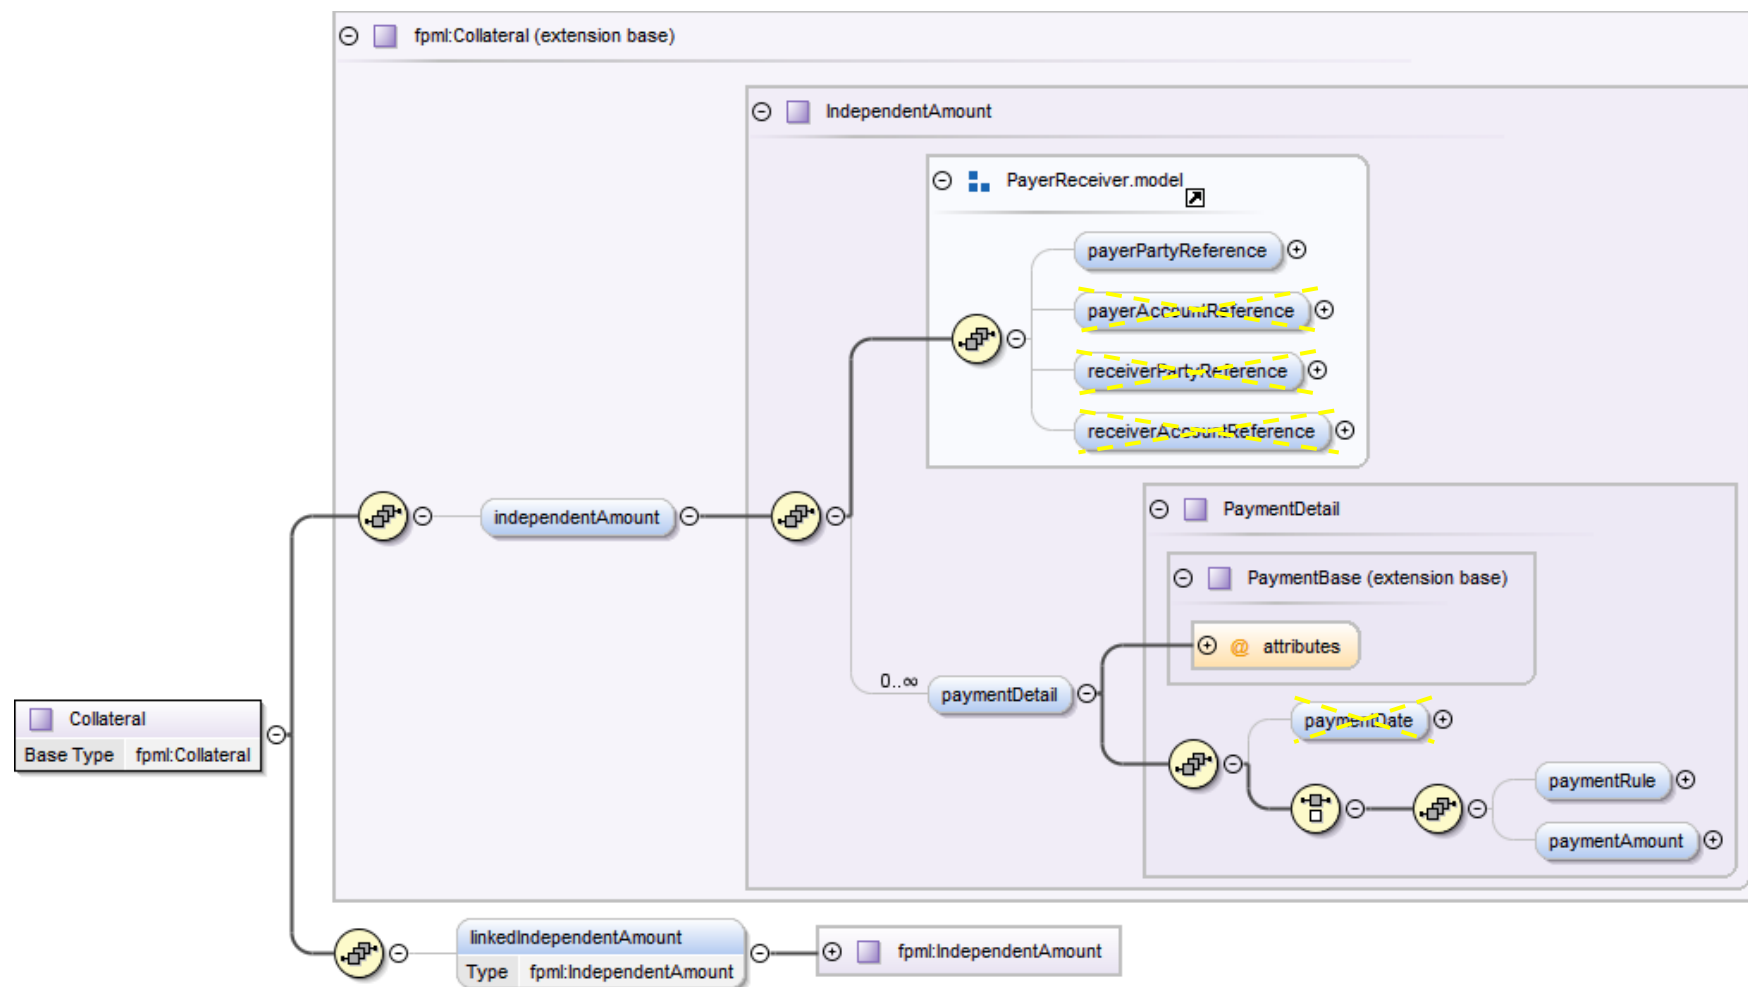 fpml:Collateral (extension base)
IndependentAmount
PayerReceiver.model
payerPartyReference
payerAccountReference
receiverPartyReference
receiverAccountReference
independentAmount
PaymentDetail
PaymentBase (extension base)
@ attributes
0..∞
paymentDetail
paymentDate
Collateral
Base Type fpml:Collateral
paymentRule
paymentAmount
linkedIndependentAmount
Type fpml:IndependentAmount
fpml:IndependentAmount